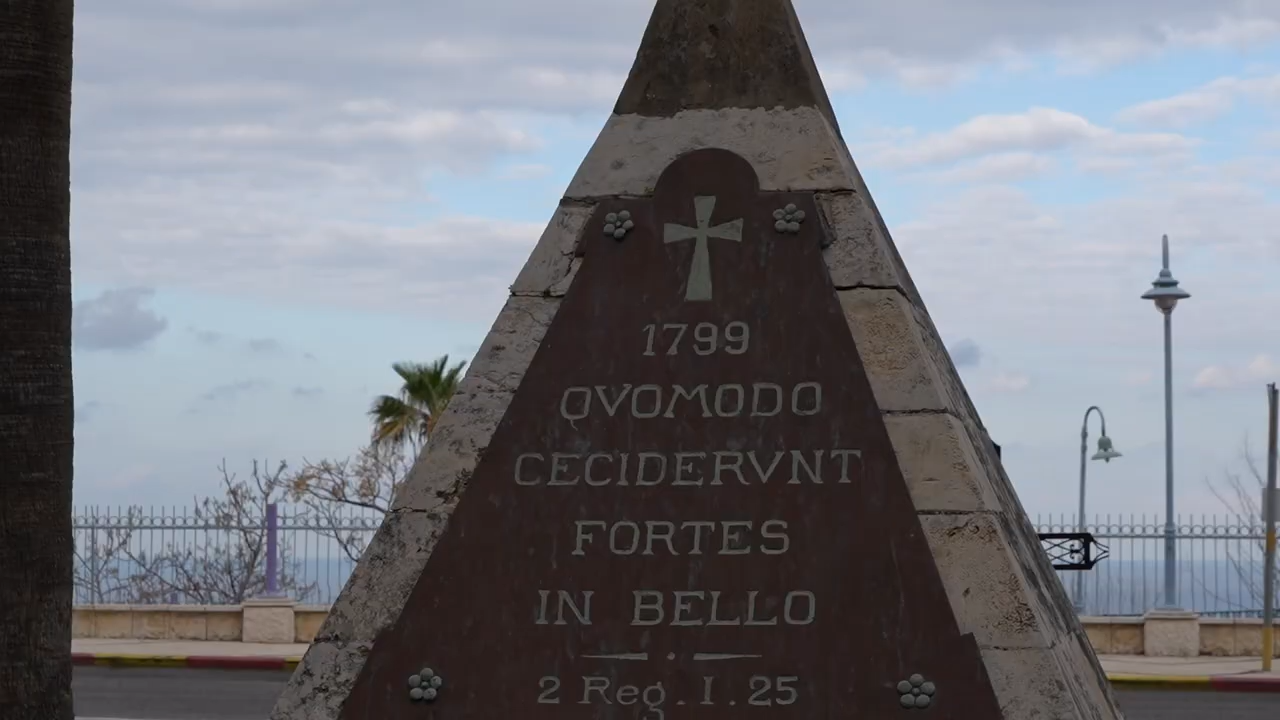 1799
QVOMODO
CECIDERVNT
FORTES
IN BELLO
2 Reg. I. 25